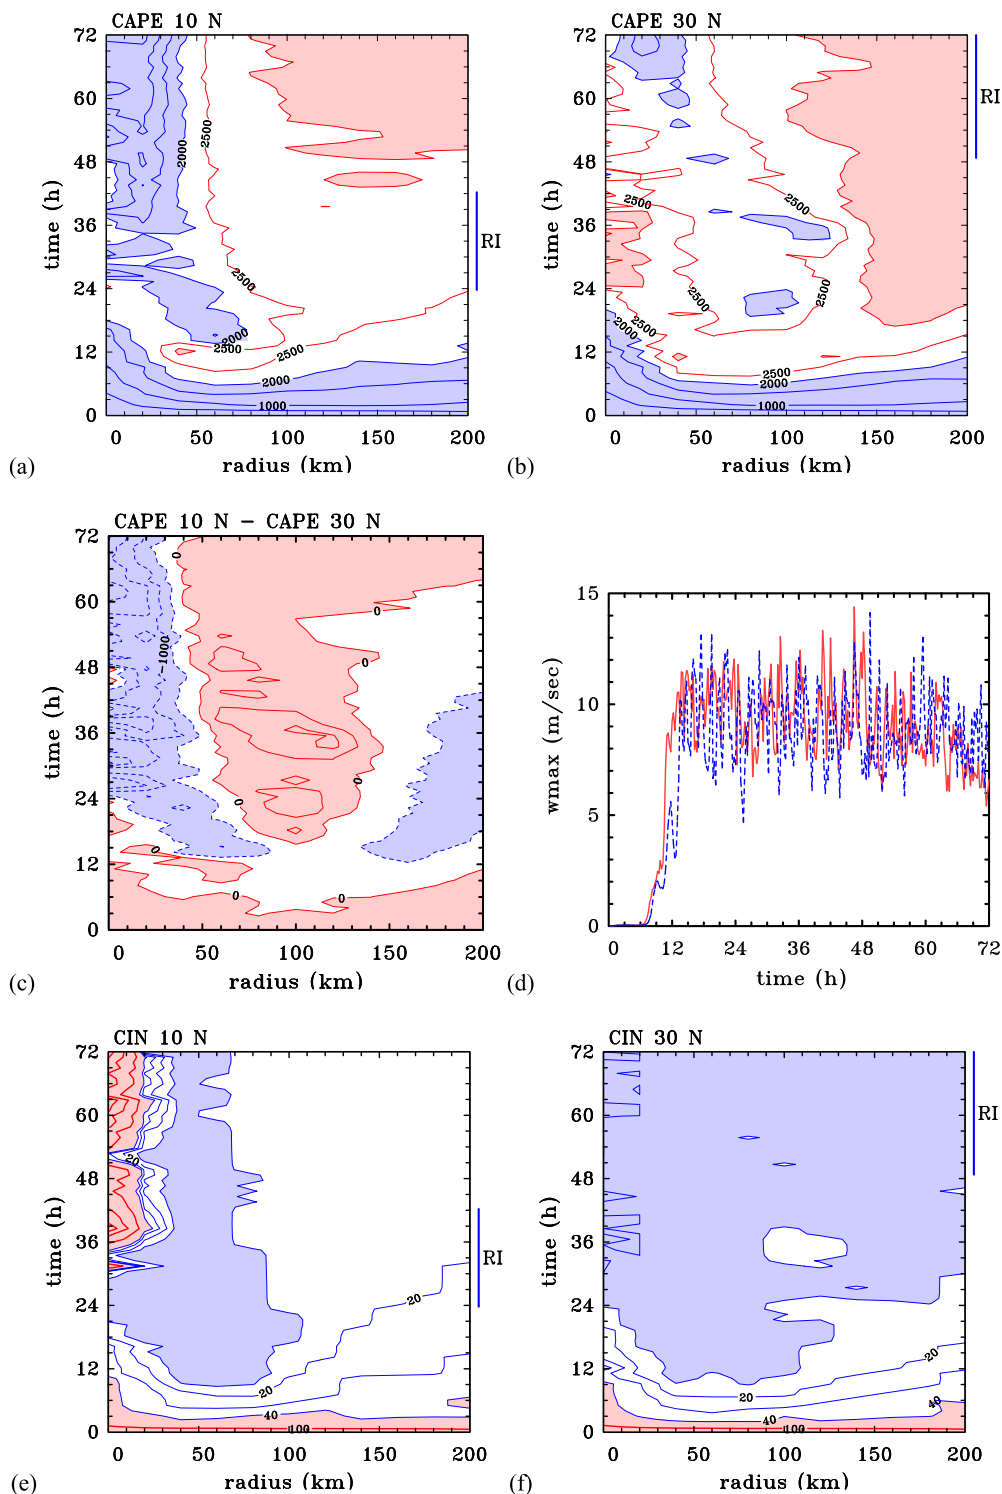 CAPE 10 N
72
60
48
36
24
12
0
time (h)
2000
2500
2500
2000
2500
2500
2000
1000
RI
0 50 100 150 200
radius (km)
(a)
CAPE 30 N
72
60
48
36
24
12
0
time (h)
2500
2500
2500
2500
2500
2000
2500
2000
1000
RI
0 50 100 150 200
radius (km)
(b)
CAPE 10 N − CAPE 30 N
72
60
48
36
24
12
0
time (h)
0
0
0
−1000
0
0
0
0
0
0 50 100 150 200
radius (km)
(c)
15
10
5
0
wmax (m/sec)
0 12 24 36 48 60 72
time (h)
(d)
CIN 10 N
72
60
48
36
24
12
0
time (h)
20
20
20
40
100
RI
0 50 100 150 200
radius (km)
(e)
CIN 30 N
72
60
48
36
24
12
0
time (h)
20
20
40
40
100
RI
0 50 100 150 200
radius (km)
(f)